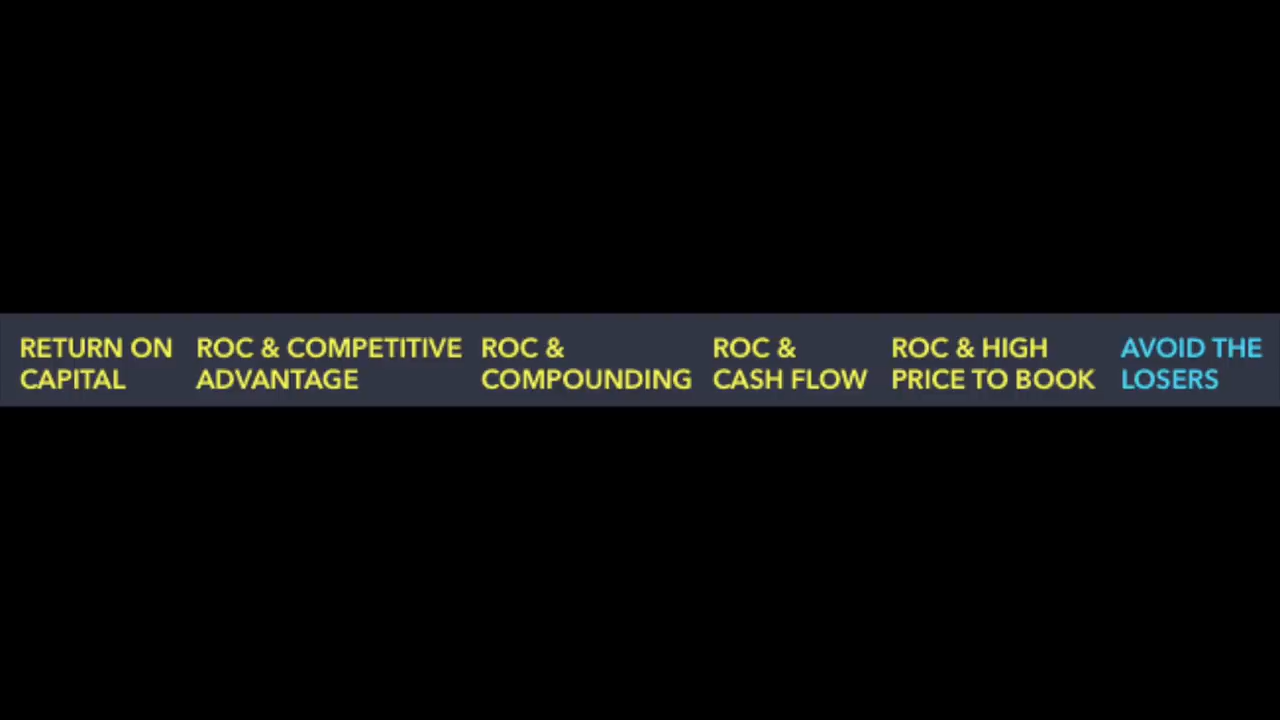 RETURN ON
CAPITAL
ROC & COMPETITIVE
ADVANTAGE
ROC &
COMPOUNDING
ROC &
CASH FLOW
ROC & HIGH
PRICE TO BOOK
AVOID THE
LOSERS